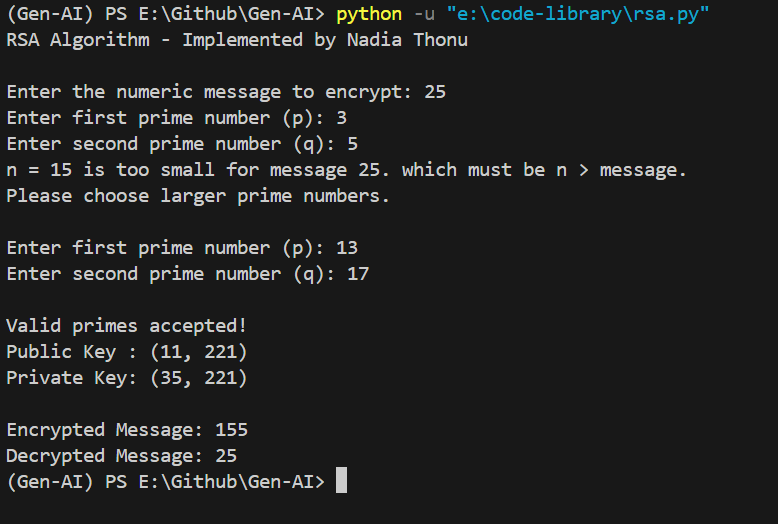 (Gen-AI) PS E:\Github\Gen-AI> python -u "e:\code-library\rsa.py"
RSA Algorithm - Implemented by Nadia Thonu
Enter the numeric message to encrypt: 25
Enter first prime number (p): 3
Enter second prime number (q): 5
n = 15 is too small for message 25. which must be n > message.
Please choose larger prime numbers.
Enter first prime number (p): 13
Enter second prime number (q): 17
Valid primes accepted!
Public Key : (11, 221)
Private Key: (35, 221)
Encrypted Message: 155
Decrypted Message: 25
(Gen-AI) PS E:\Github\Gen-AI>